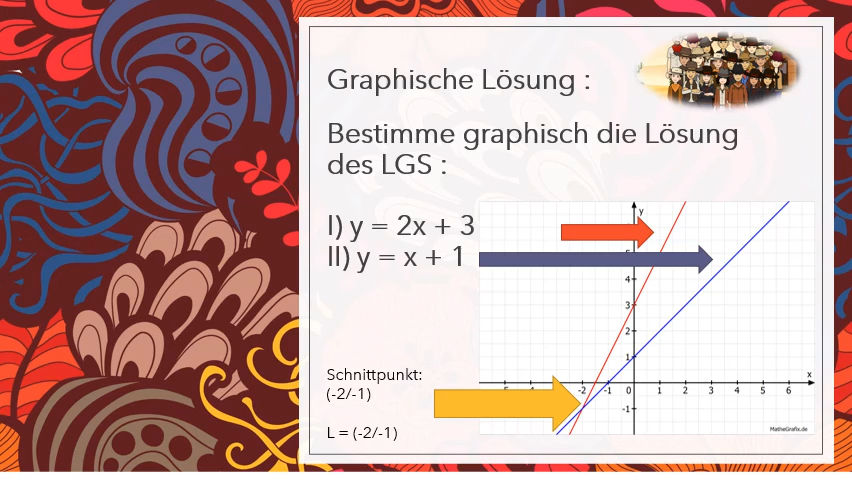 Graphische Lösung :
Bestimme graphisch die Lösung
des LGS :
I) y = 2x + 3
II) y = x + 1
Schnittpunkt:
(-2/-1)
L = (-2/-1)
y
4
3
2
1
x
-2 -1 0 1 2 3 4 5 6
-1
MatheGrafix.de